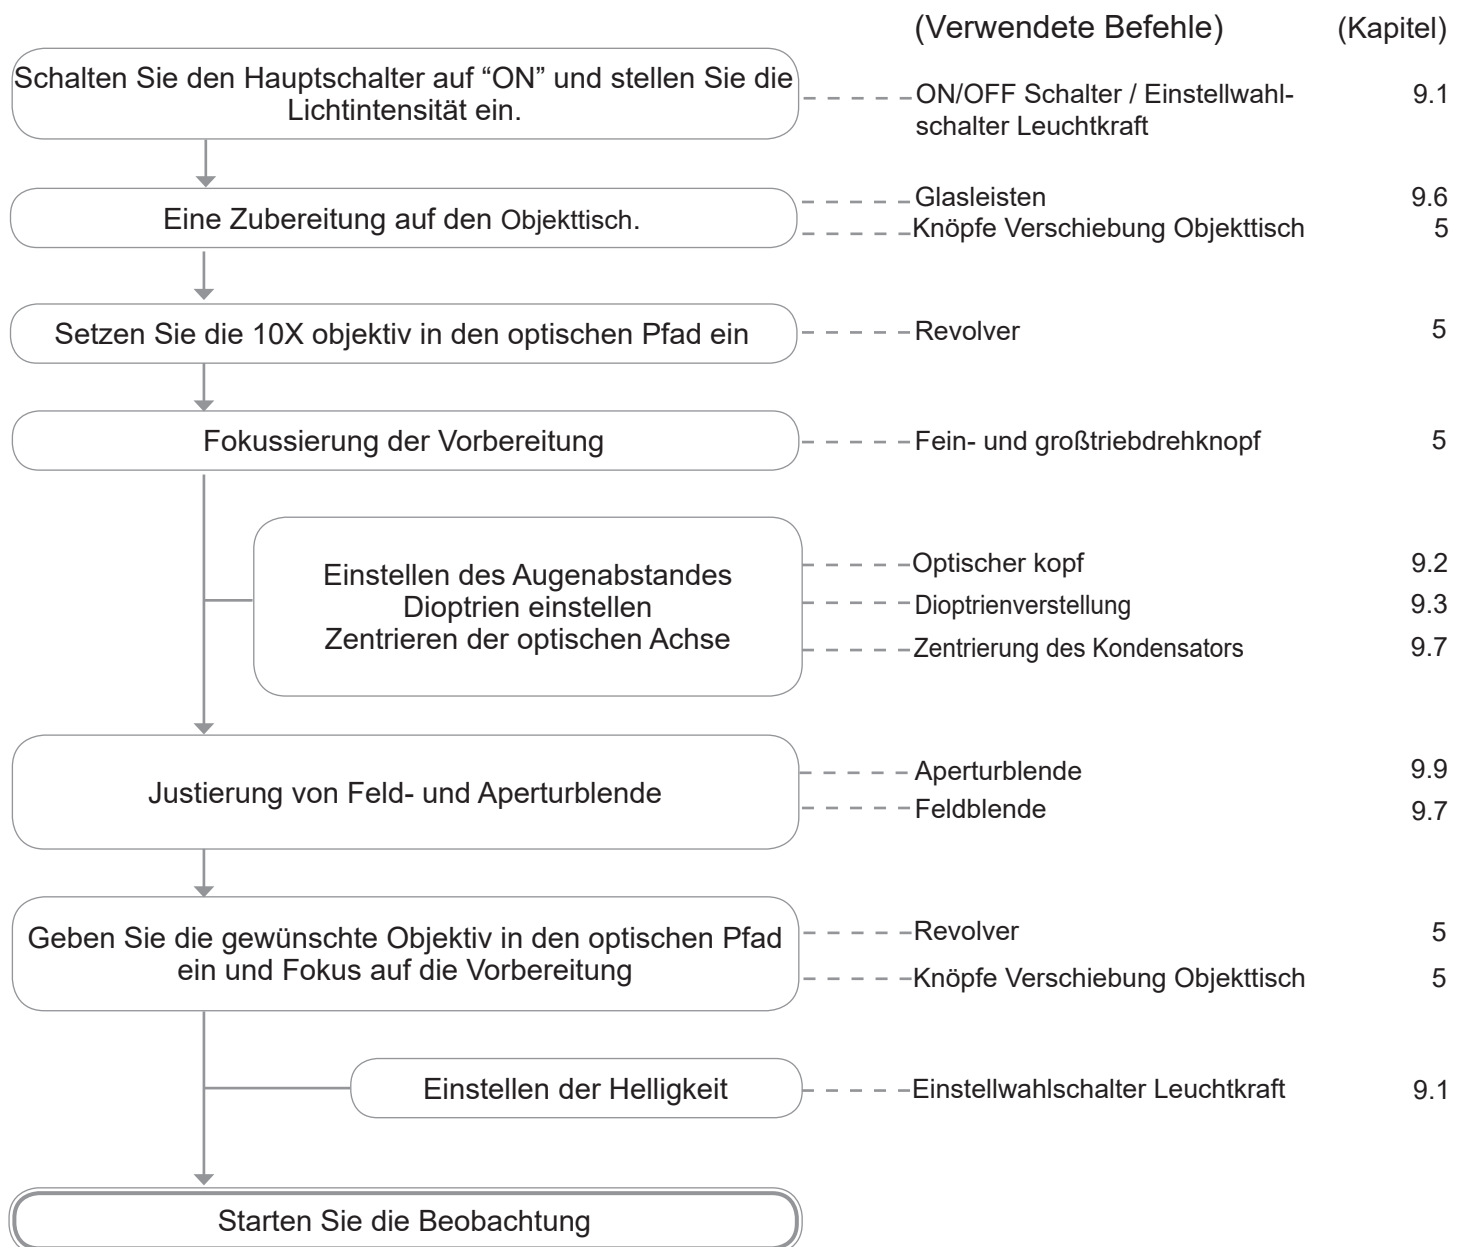 (Verwendete Befehle) (Kapitel)
Schalten Sie den Hauptschalter auf “ON” und stellen Sie die
Lichtintensität ein.
ON/OFF Schalter / Einstellwahl- 9.1
schalter Leuchtkraft
Eine Zubereitung auf den Objekttisch.
Glasleisten 9.6
Knöpfe Verschiebung Objekttisch 5
Setzen Sie die 10X objektiv in den optischen Pfad ein
Revolver 5
Fokussierung der Vorbereitung
Fein- und großtriebdrehknopf 5
Einstellen des Augenabstandes
Dioptrien einstellen
Zentrieren der optischen Achse
Optischer kopf 9.2
Dioptrienverstellung 9.3
Zentrierung des Kondensators 9.7
Justierung von Feld- und Aperturblende
Aperturblende 9.9
Feldblende 9.7
Geben Sie die gewünschte Objektiv in den optischen Pfad
ein und Fokus auf die Vorbereitung
Revolver 5
Knöpfe Verschiebung Objekttisch 5
Einstellen der Helligkeit
Einstellwahlschalter Leuchtkraft 9.1
Starten Sie die Beobachtung